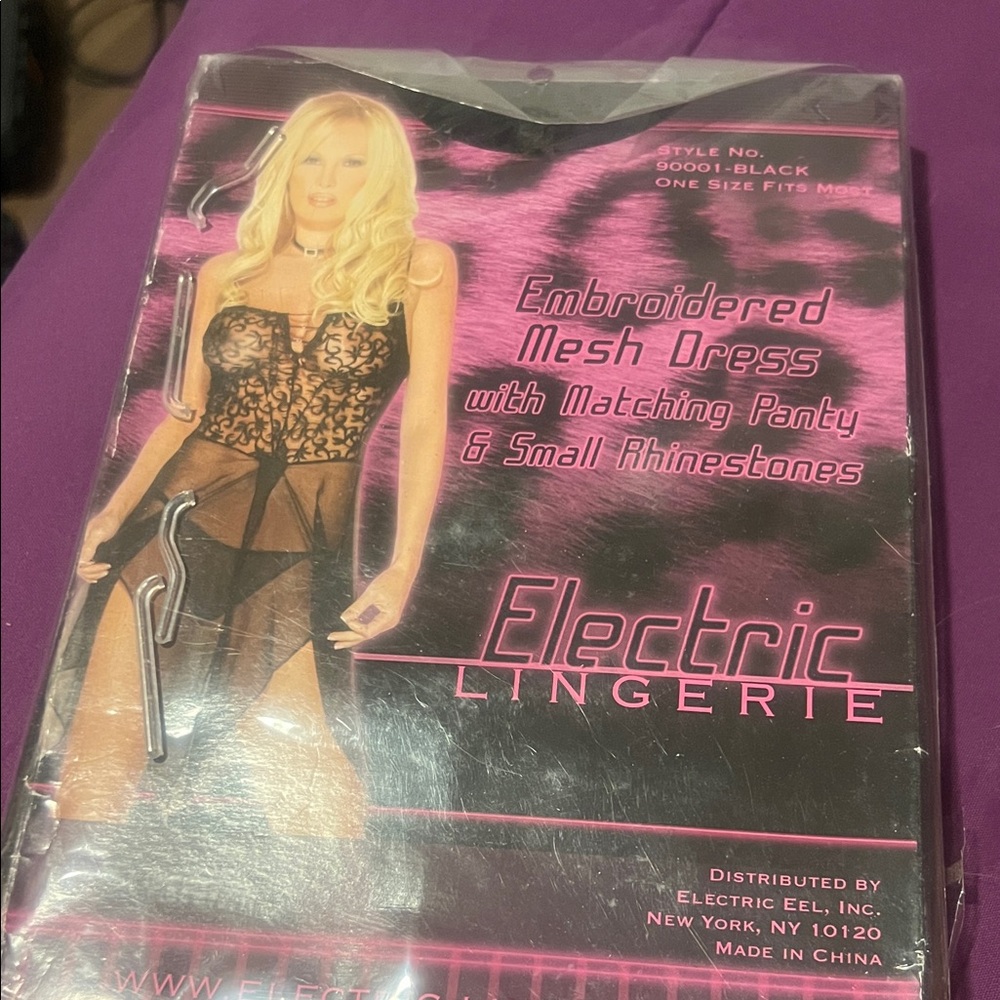 STYLE NO.
90001-BLACK
ONE SIZE FITS MOST
Embroidered
Mesh Dress
with Matching Panty
& Small Rhinestones
Electric
LINGERIE
DISTRIBUTED BY
ELECTRIC EEL, INC.
NEW YORK, NY 10120
MADE IN CHINA